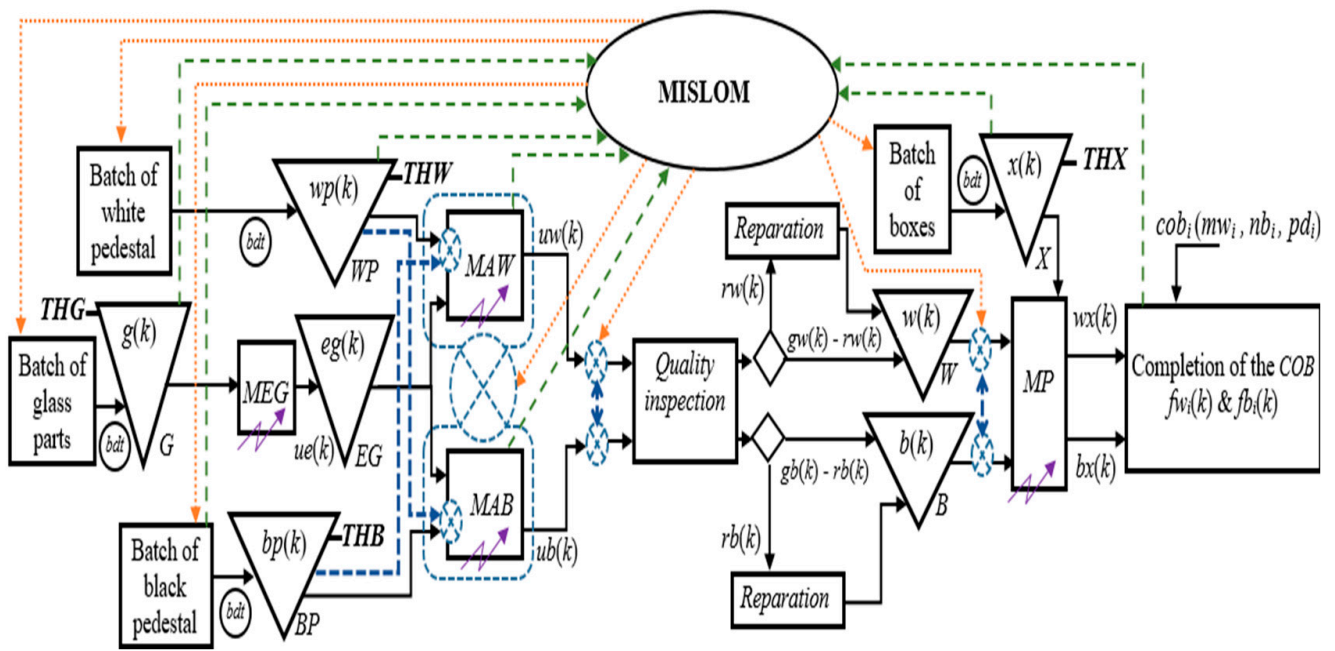 MISLOM
Batch of
white
pedestal
bdt
wp(k)
THW
WP
MAW
uw(k)
Reparation
rw(k)
Batch
of
boxes
bdt
x(k)
THX
X
cobi (mwi , nbi, pdi)
THG
g(k)
G
Batch of
glass
parts
bdt
MEG
ue(k)
eg(k)
EG
Quality
inspection
gw(k) - rw(k)
w(k)
W
MP
wx(k)
bx(k)
Completion of the COB
fwi(k) & fbi(k)
MAB
ub(k)
gb(k) - rb(k)
rb(k)
b(k)
B
Batch of
black
pedestal
bdt
bp(k)
THB
BP
Reparation